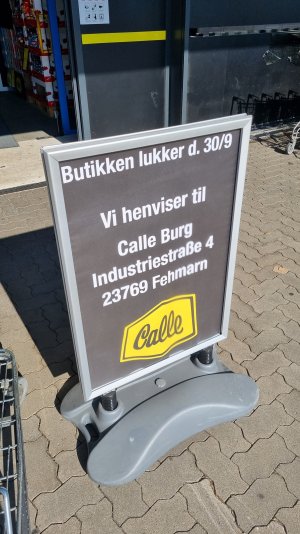 Butikken lukker d. 30/9
Vi henviser til
Calle Burg
Industriestraße 4
23769 Fehmarn
Calle